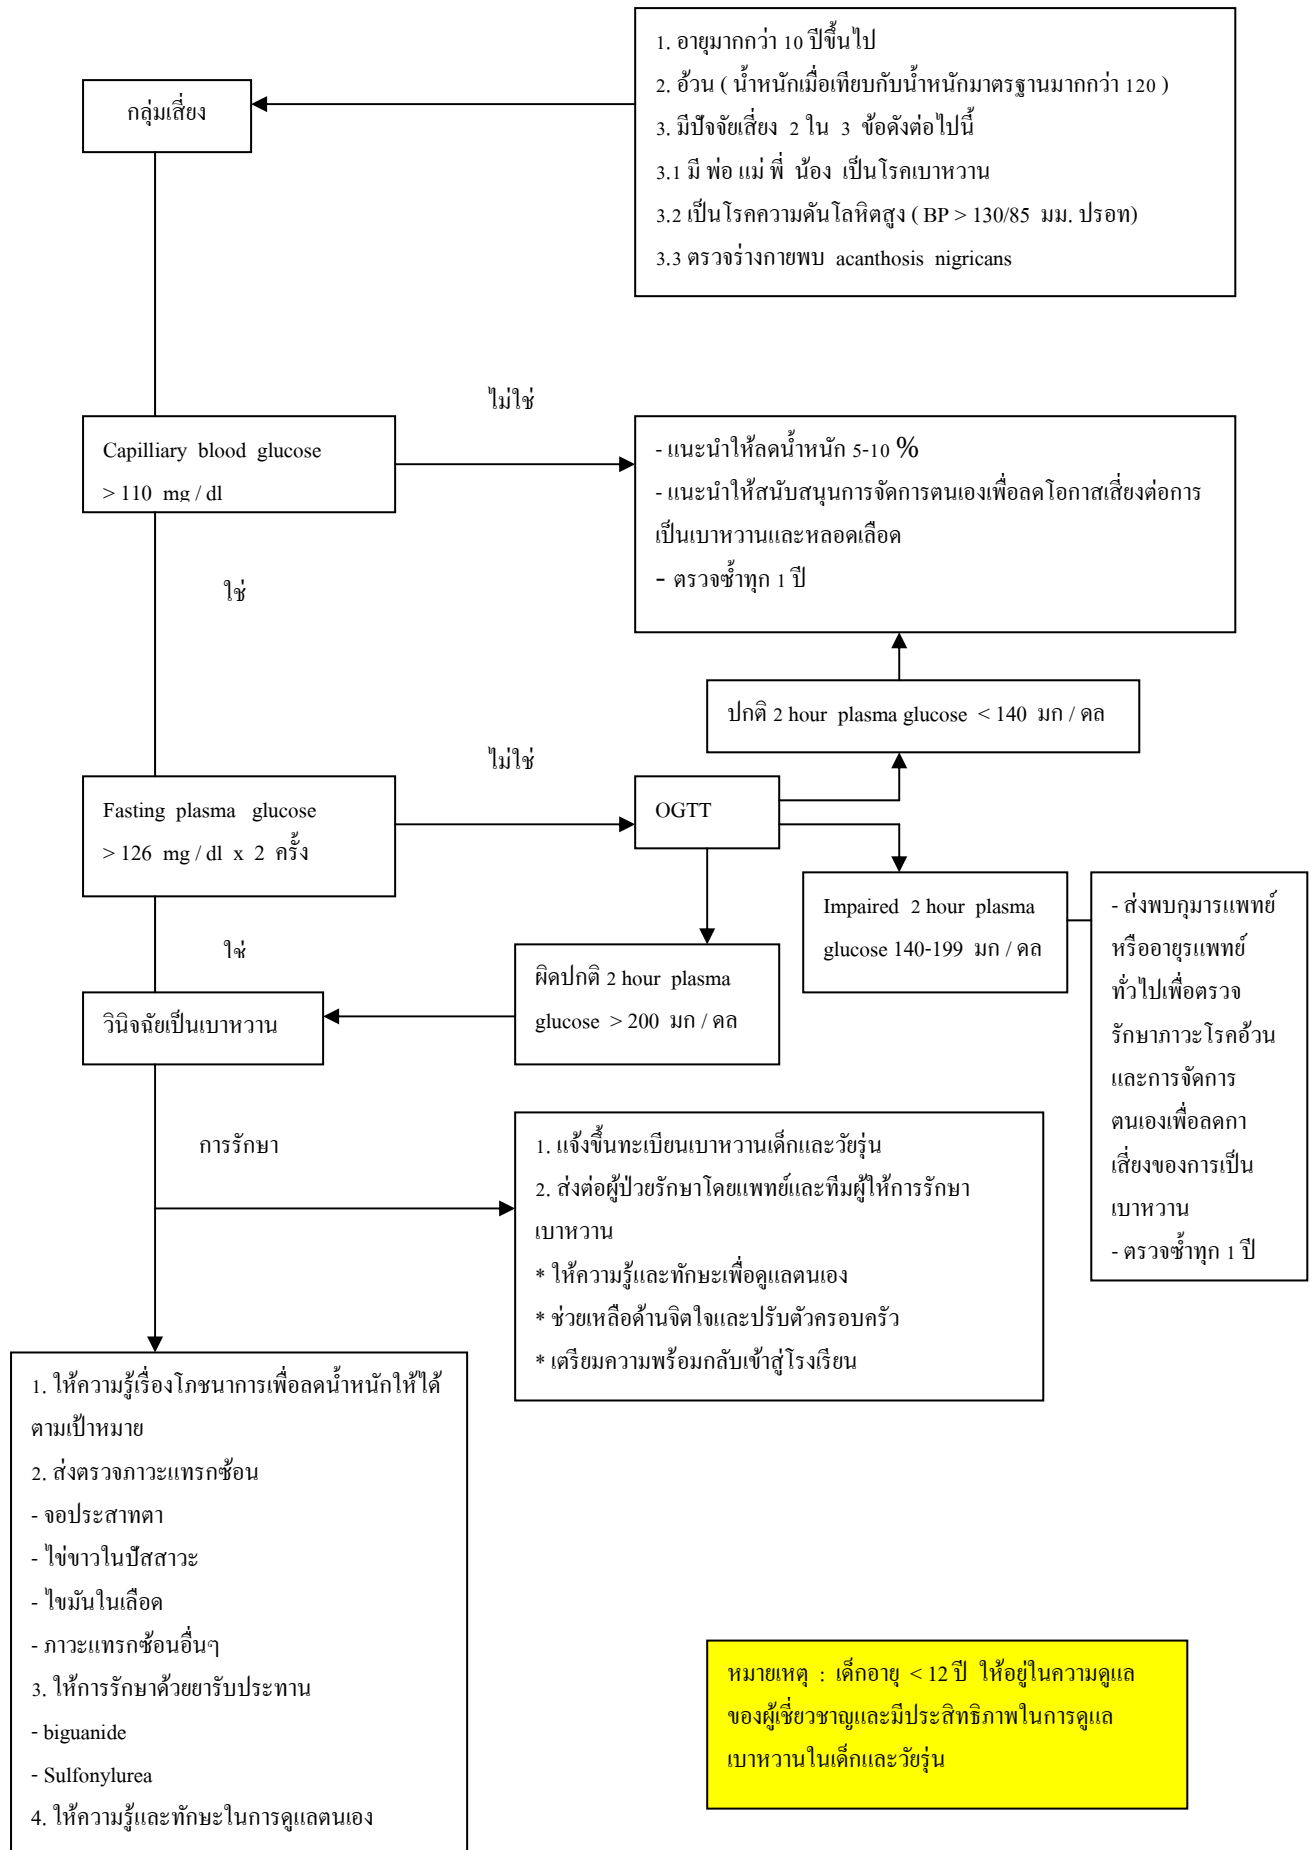 1. อายุมากกว่า 10 ปีขึ้นไป
2. อ้วน ( น้ำหนักเมื่อเทียบกับน้ำหนักมาตรฐานมากกว่า 120 )
3. มีปัจจัยเสี่ยง 2 ใน 3 ข้อดังต่อไปนี้
3.1 มี พ่อ แม่ พี่ น้อง เป็นโรคเบาหวาน
3.2 เป็นโรคความดันโลหิตสูง ( BP > 130/85 มม. ปรอท)
3.3 ตรวจร่างกายพบ acanthosis nigricans
กลุ่มเสี่ยง
ไม่ใช่
Capilliary blood glucose
> 110 mg / dl
- แนะนำให้ลดน้ำหนัก 5-10 %
- แนะนำให้สนับสนุนการจัดการตนเองเพื่อลดโอกาสเสี่ยงต่อการ
เป็นเบาหวานและหลอดเลือด
- ตรวจซ้ำทุก 1 ปี
ใช่
ปกติ 2 hour plasma glucose < 140 มก / ดล
ไม่ใช่
Fasting plasma glucose
> 126 mg / dl x 2 ครั้ง
OGTT
Impaired 2 hour plasma
glucose 140-199 มก / ดล
- ส่งพบกุมารแพทย์
หรืออายุรแพทย์
ทั่วไปเพื่อตรวจ
รักษาภาวะโรคอ้วน
และการจัดการ
ตนเองเพื่อลดกา
เสี่ยงของการเป็น
เบาหวาน
- ตรวจซ้ำทุก 1 ปี
ใช่
ผิดปกติ 2 hour plasma
glucose > 200 มก / ดล
วินิจฉัยเป็นเบาหวาน
การรักษา
1. แจ้งขึ้นทะเบียนเบาหวานเด็กและวัยรุ่น
2. ส่งต่อผู้ป่วยรักษาโดยแพทย์และทีมผู้ให้การรักษา
เบาหวาน
* ให้ความรู้และทักษะเพื่อดูแลตนเอง
* ช่วยเหลือด้านจิตใจและปรับตัวครอบครัว
* เตรียมความพร้อมกลับเข้าสู่โรงเรียน
1. ให้ความรู้เรื่องโภชนาการเพื่อลดน้ำหนักให้ได้
ตามเป้าหมาย
2. ส่งตรวจภาวะแทรกซ้อน
- จอประสาทตา
- ไข่ขาวในปัสสาวะ
- ไขมันในเลือด
- ภาวะแทรกซ้อนอื่นๆ
3. ให้การรักษาด้วยยารับประทาน
- biguanide
- Sulfonylurea
4. ให้ความรู้และทักษะในการดูแลตนเอง
หมายเหตุ : เด็กอายุ < 12 ปี ให้อยู่ในความดูแล
ของผู้เชี่ยวชาญและมีประสิทธิภาพในการดูแล
เบาหวานในเด็กและวัยรุ่น